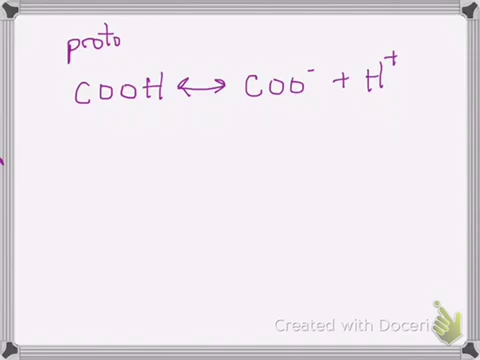 proto
COOH ↔ COO⁻ + H⁺
Created with Doceri